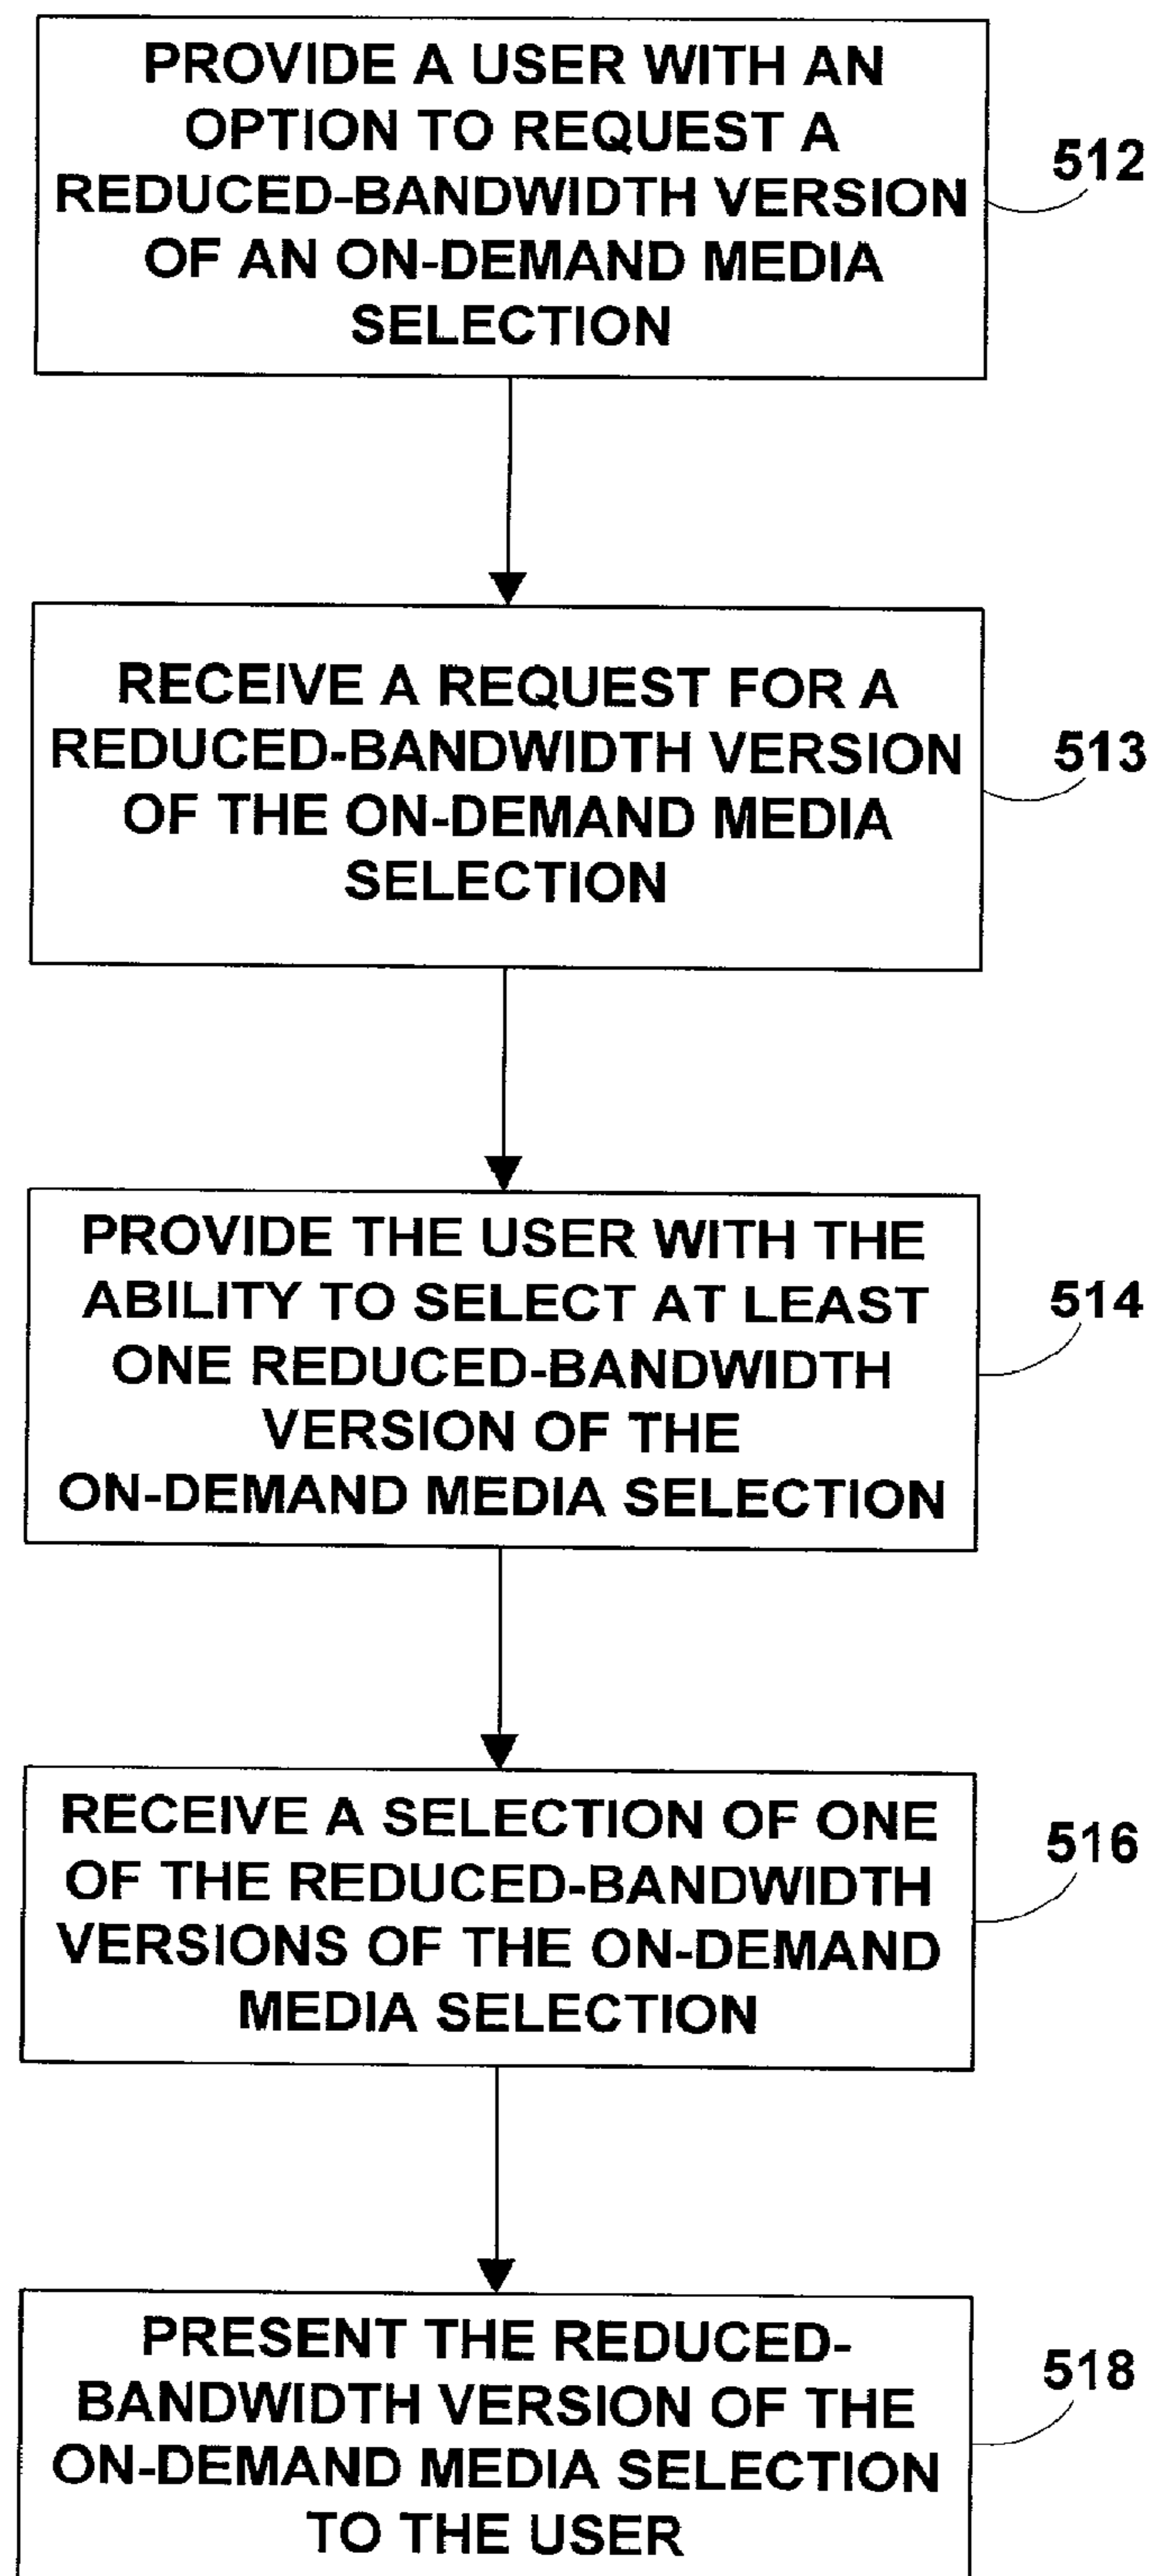 PROVIDE A USER WITH AN
OPTION TO REQUEST A
REDUCED-BANDWIDTH VERSION
OF AN ON-DEMAND MEDIA
SELECTION
512
RECEIVE A REQUEST FOR A
REDUCED-BANDWIDTH VERSION
OF THE ON-DEMAND MEDIA
SELECTION
513
PROVIDE THE USER WITH THE
ABILITY TO SELECT AT LEAST
ONE REDUCED-BANDWIDTH
VERSION OF THE
ON-DEMAND MEDIA SELECTION
514
RECEIVE A SELECTION OF ONE
OF THE REDUCED-BANDWIDTH
VERSIONS OF THE ON-DEMAND
MEDIA SELECTION
516
PRESENT THE REDUCED-
BANDWIDTH VERSION OF THE
ON-DEMAND MEDIA SELECTION
TO THE USER
518